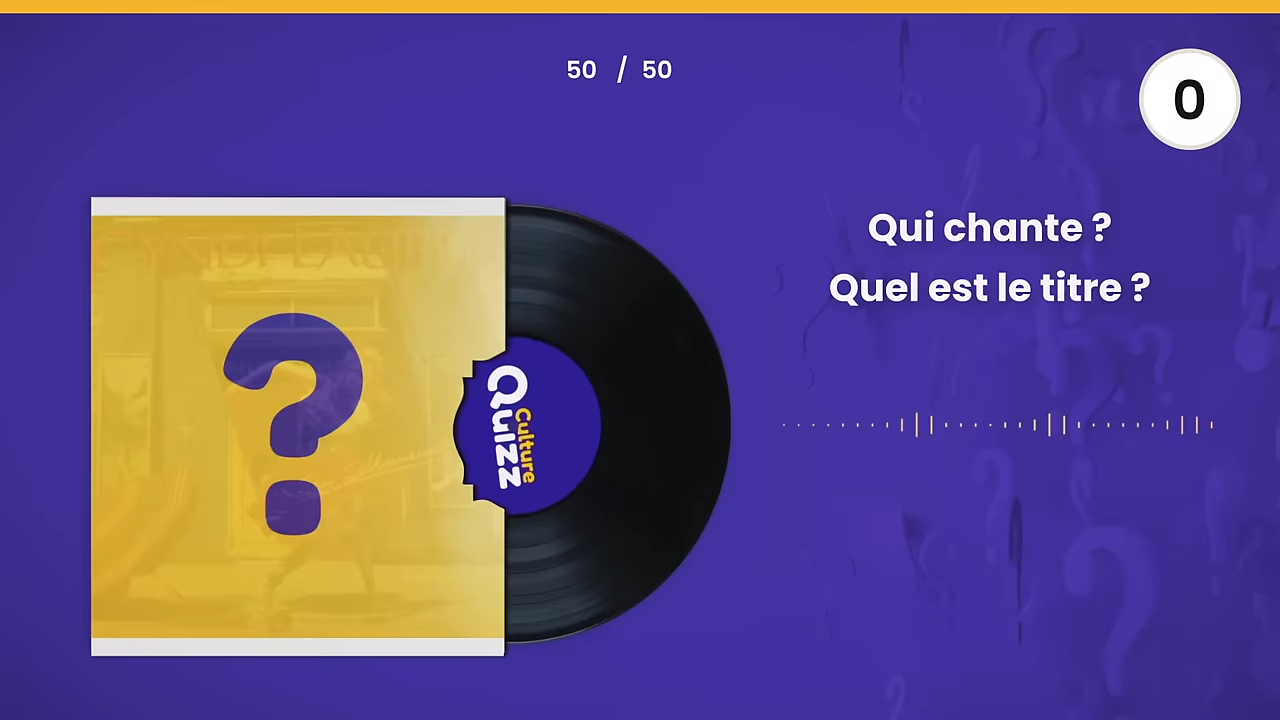 50 / 50
0
Qui chante ?
Quel est le titre ?
Culture
Quizz